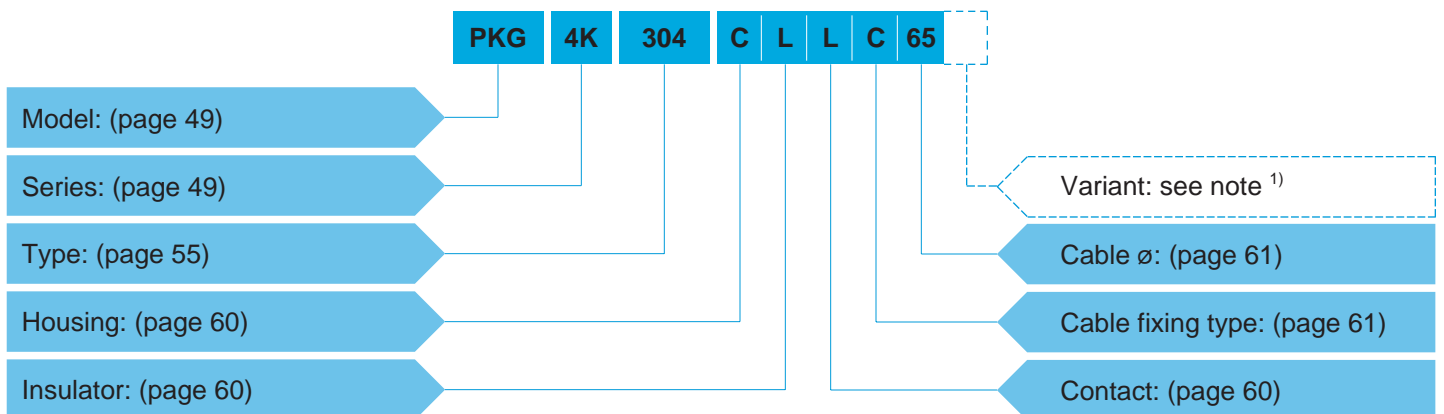 PKG 4K 304 C L L C 65
Model: (page 49)
Series: (page 49)
Type: (page 55)
Housing: (page 60)
Insulator: (page 60)
Variant: see note 1)
Cable ø: (page 61)
Cable fixing type: (page 61)
Contact: (page 60)